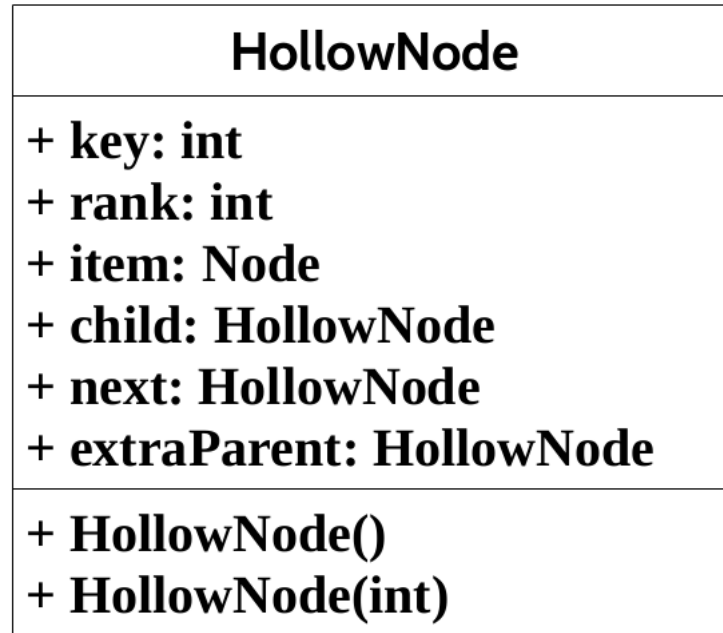 HollowNode
+ key: int
+ rank: int
+ item: Node
+ child: HollowNode
+ next: HollowNode
+ extraParent: HollowNode
+ HollowNode()
+ HollowNode(int)